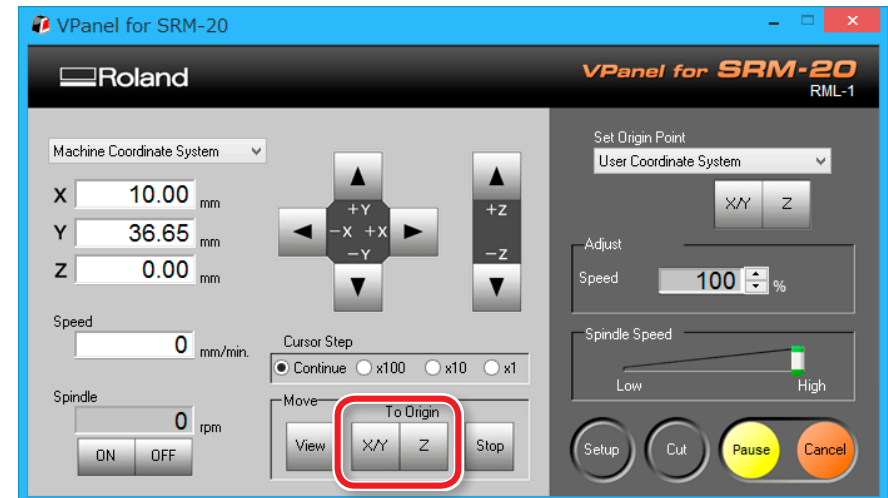 VPanel for SRM-20
Roland
VPanel for SRM-20
RML-1
Machine Coordinate System
X 10.00 mm
Y 36.65 mm
Z 0.00 mm
Speed
0 mm/min.
Spindle
0 rpm
ON OFF
+Y
-X +X
-Y
+Z
-Z
Cursor Step
Continue x100 x10 x1
Move
To Origin
View X/Y Z Stop
Set Origin Point
User Coordinate System
X/Y Z
Adjust
Speed 100 %
Spindle Speed
Low High
Setup Cut Pause Cancel